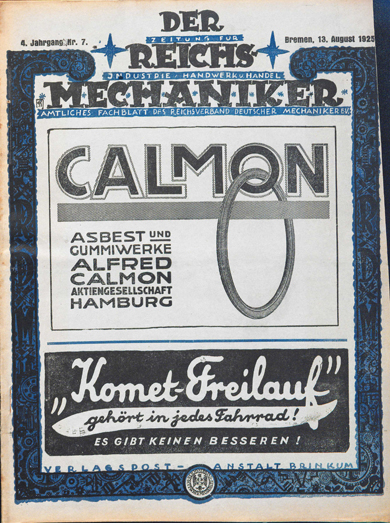 DER
4. Jahrgang, Nr. 7.
ZEITUNG FÜR
Bremen, 13. August 1925
REICHS
INDUSTRIE, HANDWERK U. HANDEL
MECHANIKER
AMTLICHES FACHBLATT DES REICHSVERBAND DEUTSCHER MECHANIKER E.V.
CALMON
ASBEST UND
GUMMIWERKE
ALFRED
CALMON
AKTIENGESELLSCHAFT
HAMBURG
„Komet-Freilauf“
gehört in jedes Fahrrad!
ES GIBT KEINEN BESSEREN!
VERLAGSPOST-ANSTALT BRINKUM